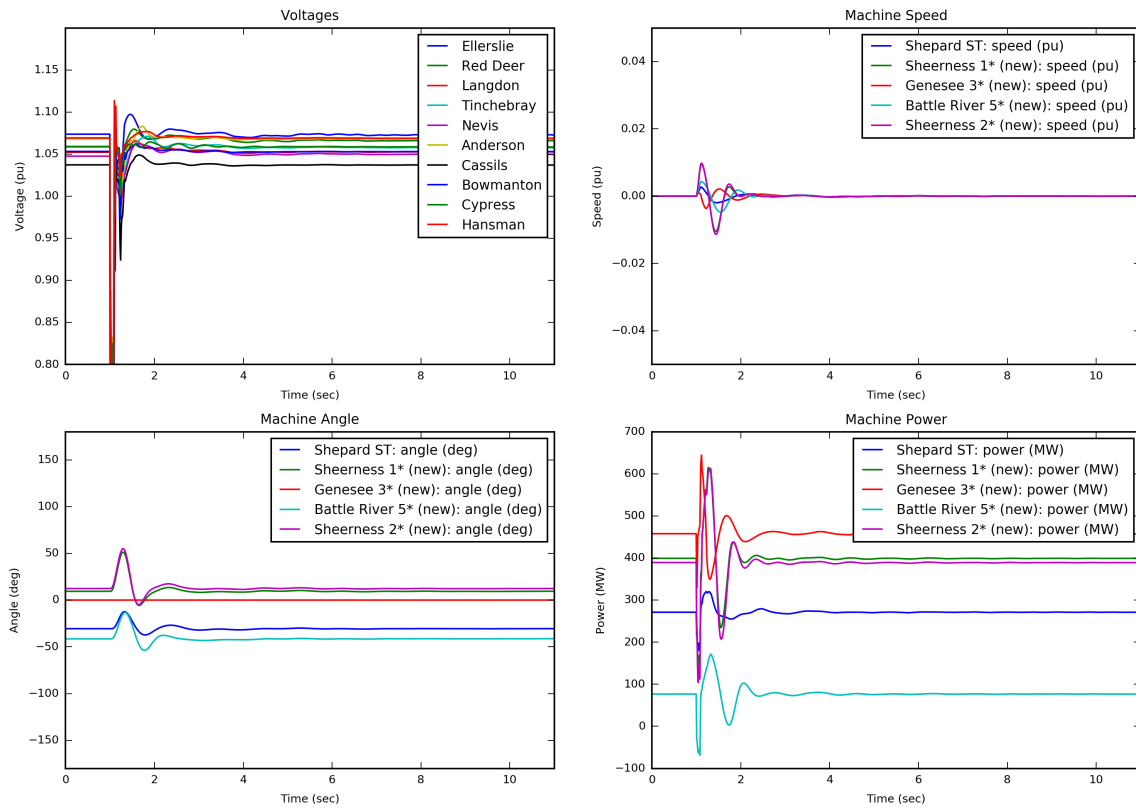 Voltages
Voltage (pu)
1.15
1.10
1.05
1.00
0.95
0.90
0.85
0.80
0
2
4
6
8
10
Time (sec)
Ellerslie
Red Deer
Langdon
Tinchebray
Nevis
Anderson
Cassils
Bowmanton
Cypress
Hansman
Machine Speed
Speed (pu)
0.04
0.02
0.00
−0.02
−0.04
0
2
4
6
8
10
Time (sec)
Shepard ST: speed (pu)
Sheerness 1* (new): speed (pu)
Genesee 3* (new): speed (pu)
Battle River 5* (new): speed (pu)
Sheerness 2* (new): speed (pu)
Machine Angle
Angle (deg)
150
100
50
0
−50
−100
−150
0
2
4
6
8
10
Time (sec)
Shepard ST: angle (deg)
Sheerness 1* (new): angle (deg)
Genesee 3* (new): angle (deg)
Battle River 5* (new): angle (deg)
Sheerness 2* (new): angle (deg)
Machine Power
Power (MW)
700
600
500
400
300
200
100
0
−100
0
2
4
6
8
10
Time (sec)
Shepard ST: power (MW)
Sheerness 1* (new): power (MW)
Genesee 3* (new): power (MW)
Battle River 5* (new): power (MW)
Sheerness 2* (new): power (MW)